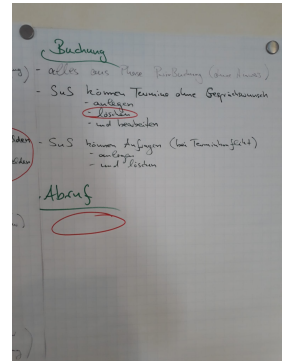 Buchung
- alles aus Phase
- SuS können Termine ohne Gesprächswunsch
- anlegen
- löschen
- und bearbeiten
- SuS können Anfragen (bei Terminkonflikt)
- anlegen
- und löschen
Abruf